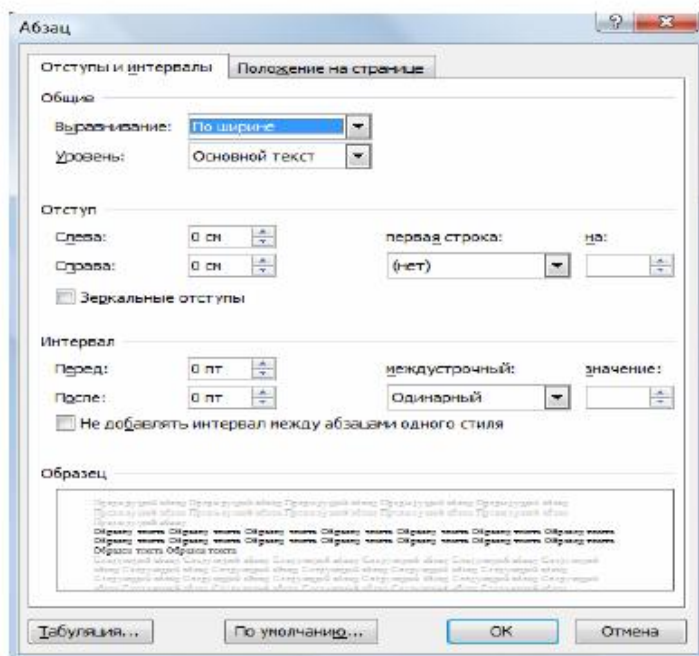 Абзац
Отступы и интервалы Положение на странице
Общие
Выравнивание: По ширине
Уровень: Основной текст
Отступ
Слева: 0 см первая строка: на:
Справа: 0 см (нет)
Зеркальные отступы
Интервал
Перед: 0 пт междустрочный: значение:
После: 0 пт Одинарный
Не добавлять интервал между абзацами одного стиля
Образец
Табуляция... По умолчанию... ОК Отмена